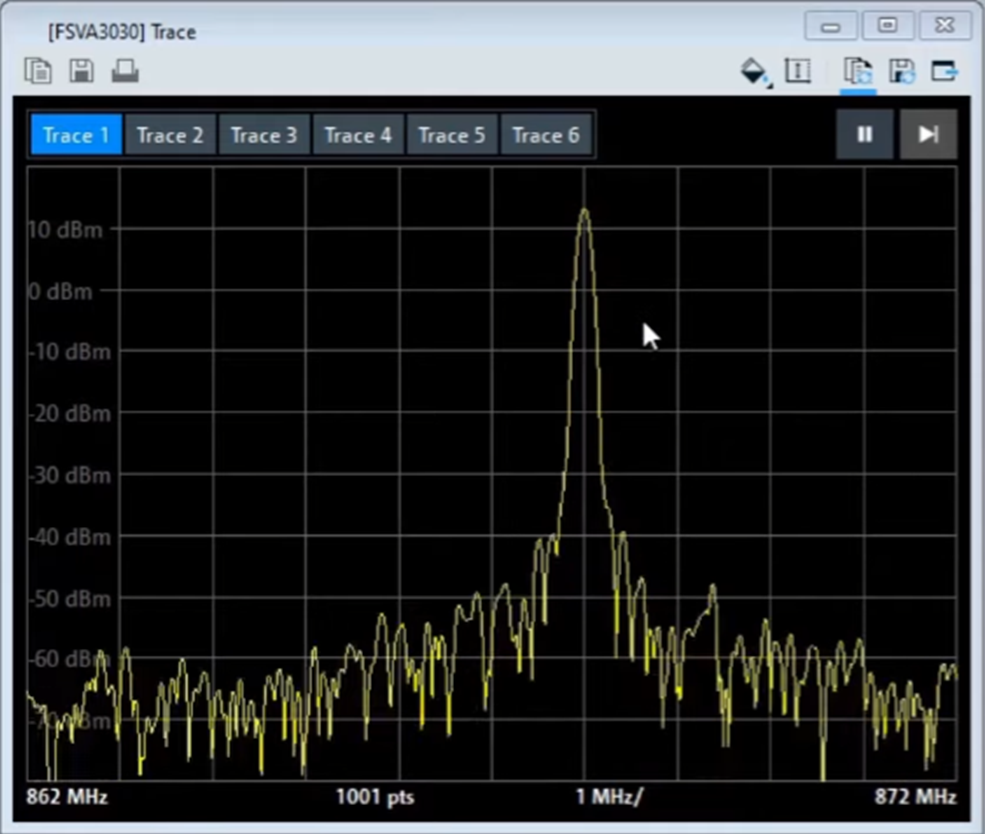 [FSVA3030] Trace
Trace 1 Trace 2 Trace 3 Trace 4 Trace 5 Trace 6
10 dBm
0 dBm
-10 dBm
-20 dBm
-30 dBm
-40 dBm
-50 dBm
-60 dBm
-70 dBm
862 MHz 1001 pts 1 MHz/ 872 MHz